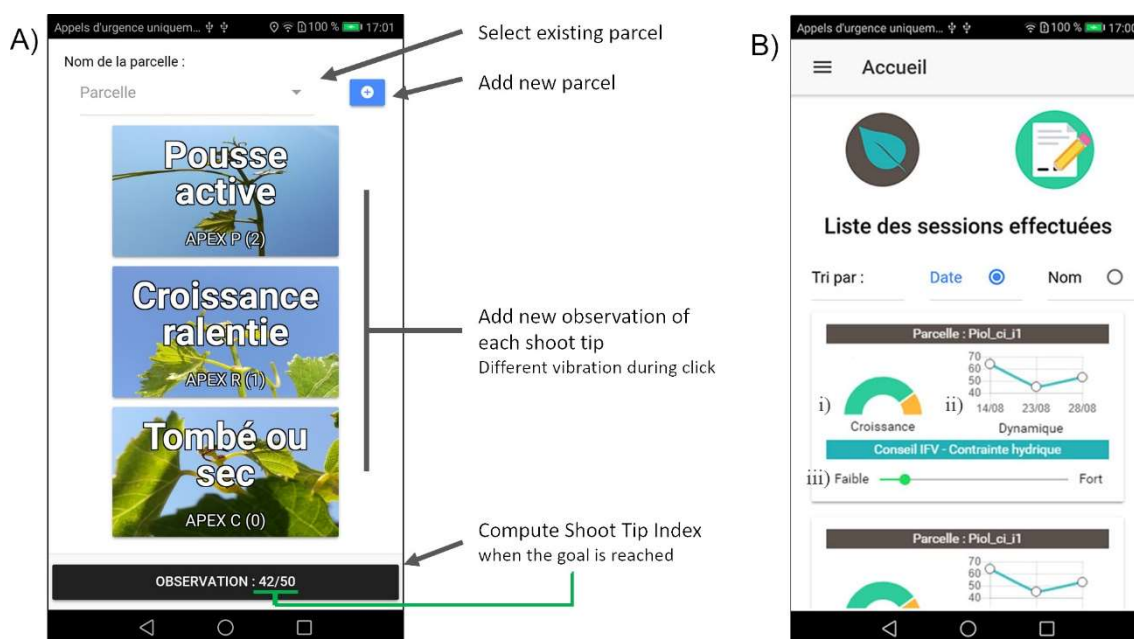 A)
Appels d'urgence uniquem... 100 % 17:01
Nom de la parcelle :
Parcelle
Pousse
active
APEX P (2)
Croissance
ralentie
APEX R (1)
Tombé ou
sec
APEX C (0)
OBSERVATION : 42/50
Select existing parcel
Add new parcel
Add new observation of
each shoot tip
Different vibration during click
Compute Shoot Tip Index
when the goal is reached
B)
Appels d'urgence uniquem... 100 % 17:00
Accueil
Liste des sessions effectuées
Tri par : Date Nom
Parcelle : Piol_ci_i1
i)
Croissance
ii)
70
60
50
40
14/08 23/08 28/08
Dynamique
Conseil IFV - Contrainte hydrique
iii) Faible Fort
Parcelle : Piol_ci_i1
70
60
50
40